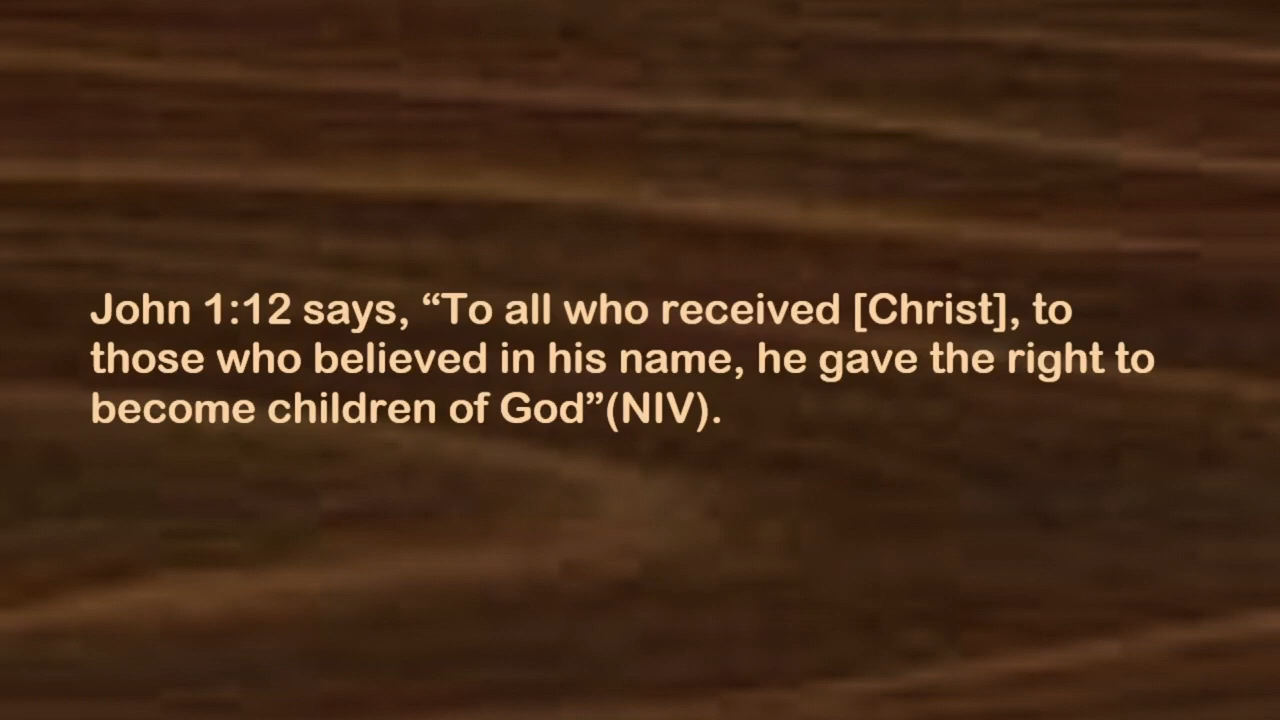 John 1:12 says, “To all who received [Christ], to
those who believed in his name, he gave the right to
become children of God”(NIV).